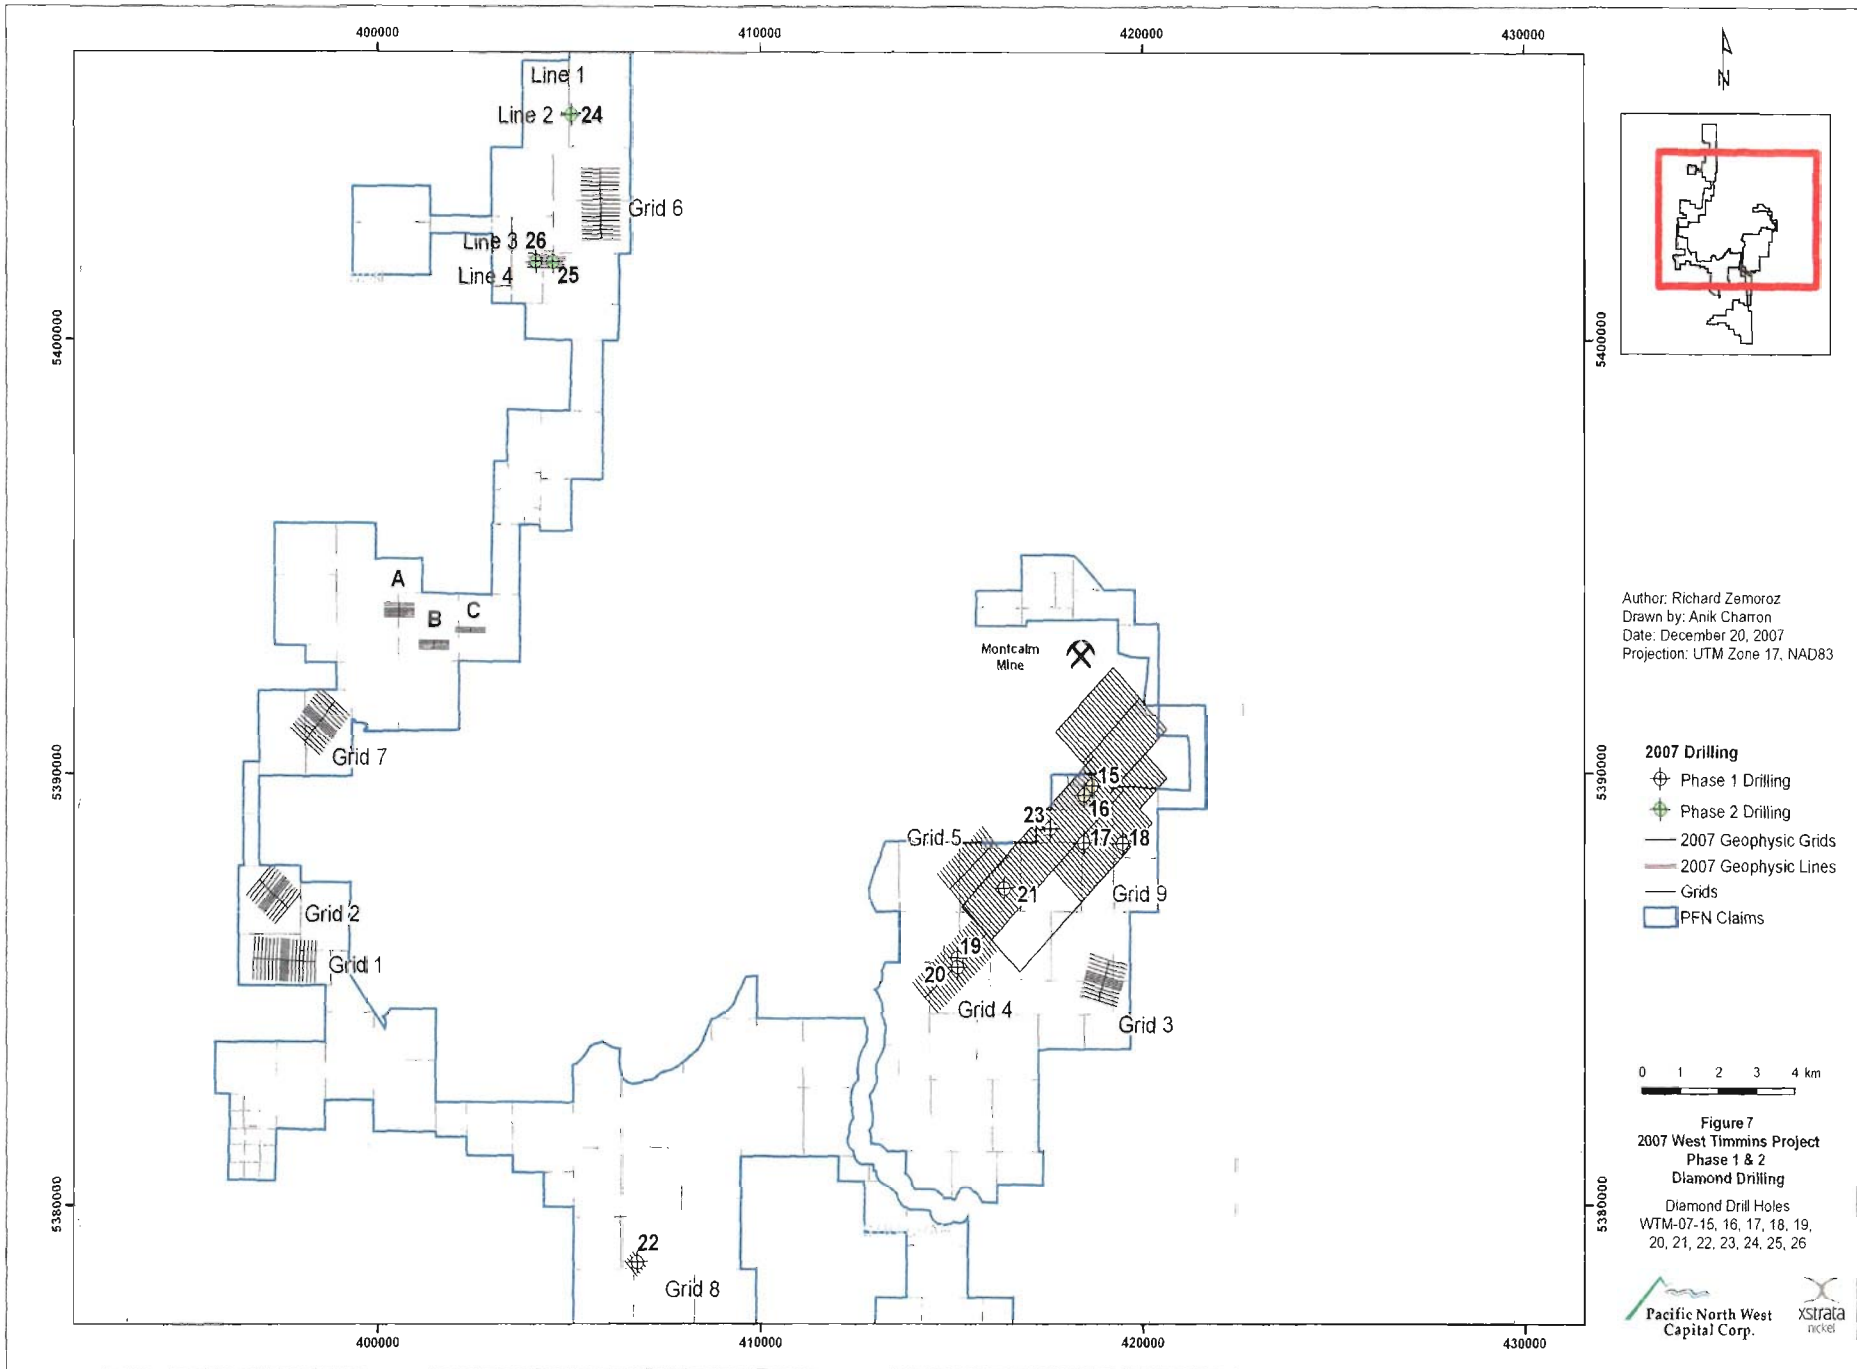 400000
410000
420000
430000
Line 1
Line 2
24
Grid 6
Line 3
26
Line 4
25
5400000
5400000
A
B
C
Montcalm
Mine
Grid 7
5390000
5390000
15
16
23
17
18
Grid 5
21
Grid 9
Grid 2
Grid 1
19
20
Grid 4
Grid 3
5380000
5380000
22
Grid 8
400000
410000
420000
430000
N
Author: Richard Zemoroz
Drawn by: Anik Charron
Date: December 20, 2007
Projection: UTM Zone 17, NAD83
2007 Drilling
Phase 1 Drilling
Phase 2 Drilling
2007 Geophysic Grids
2007 Geophysic Lines
Grids
PFN Claims
0 1 2 3 4 km
Figure 7
2007 West Timmins Project
Phase 1 & 2
Diamond Drilling
Diamond Drill Holes
WTM-07-15, 16, 17, 18, 19,
20, 21, 22, 23, 24, 25, 26
Pacific North West
Capital Corp.
xstrata
nickel